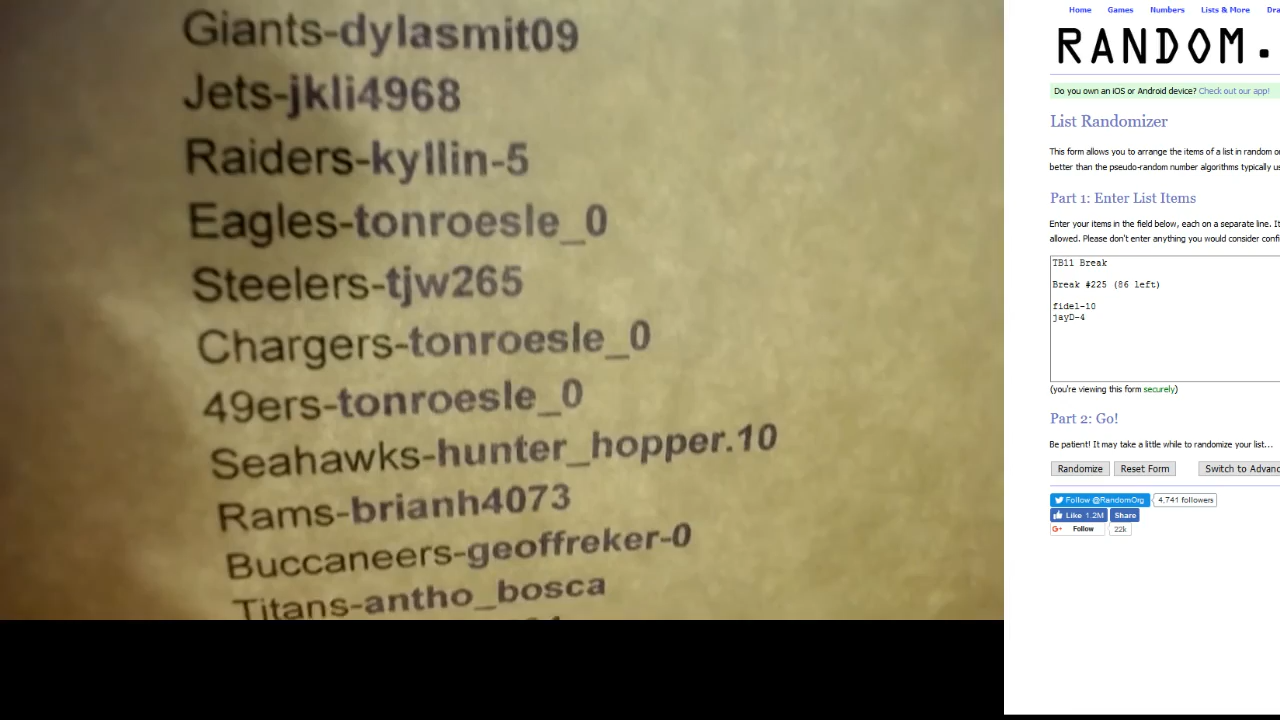 Giants-dylasmit09
Jets-jkli4968
Raiders-kyllin-5
Eagles-tonroesle_0
Steelers-tjw265
Chargers-tonroesle_0
49ers-tonroesle_0
Seahawks-hunter_hopper.10
Rams-brianh4073
Buccaneers-geoffreker-0
Titans-antho_bosca
Home Games Numbers Lists & More
RANDOM.
Do you own an iOS or Android device? Check out our app!
List Randomizer
This form allows you to arrange the items of a list in random
better than the pseudo-random number algorithms typically
Part 1: Enter List Items
Enter your items in the field below, each on a separate line.
allowed. Please don't enter anything you would consider
TB11 Break
Break #225 (86 left)
fidel-10
jayD-4
(you're viewing this form securely)
Part 2: Go!
Be patient! It may take a little while to randomize your list...
Randomize Reset Form Switch to
Follow @RandomOrg 4,741 followers
Like 1.2M Share
G+ Follow 22k